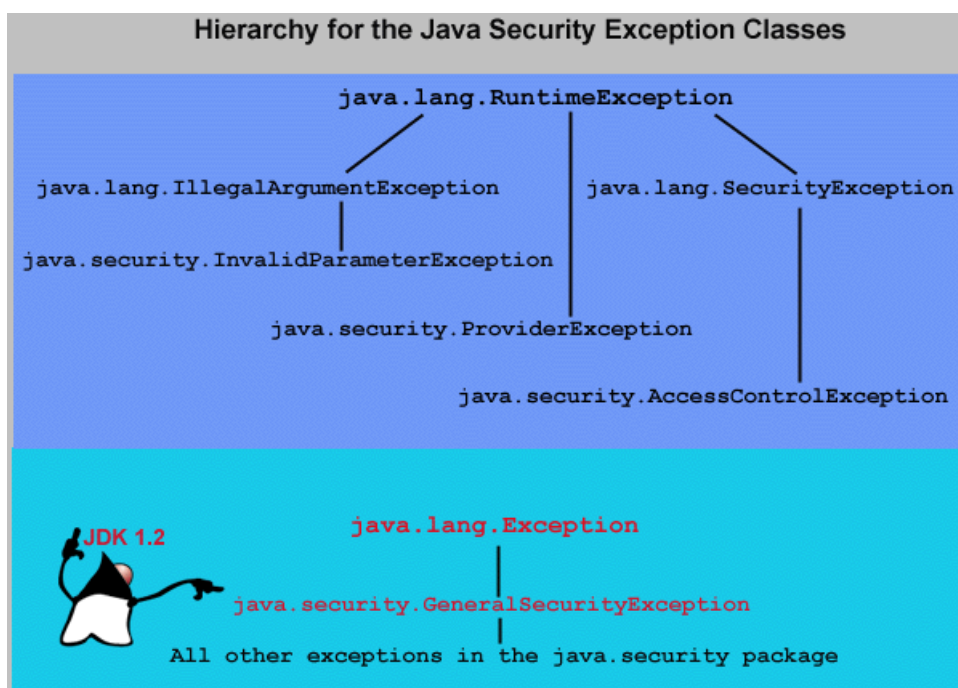 Hierarchy for the Java Security Exception Classes
java.lang.RuntimeException
java.lang.IllegalArgumentException
java.lang.SecurityException
java.security.InvalidParameterException
java.security.ProviderException
java.security.AccessControlException
java.lang.Exception
JDK 1.2
java.security.GeneralSecurityException
All other exceptions in the java.security package